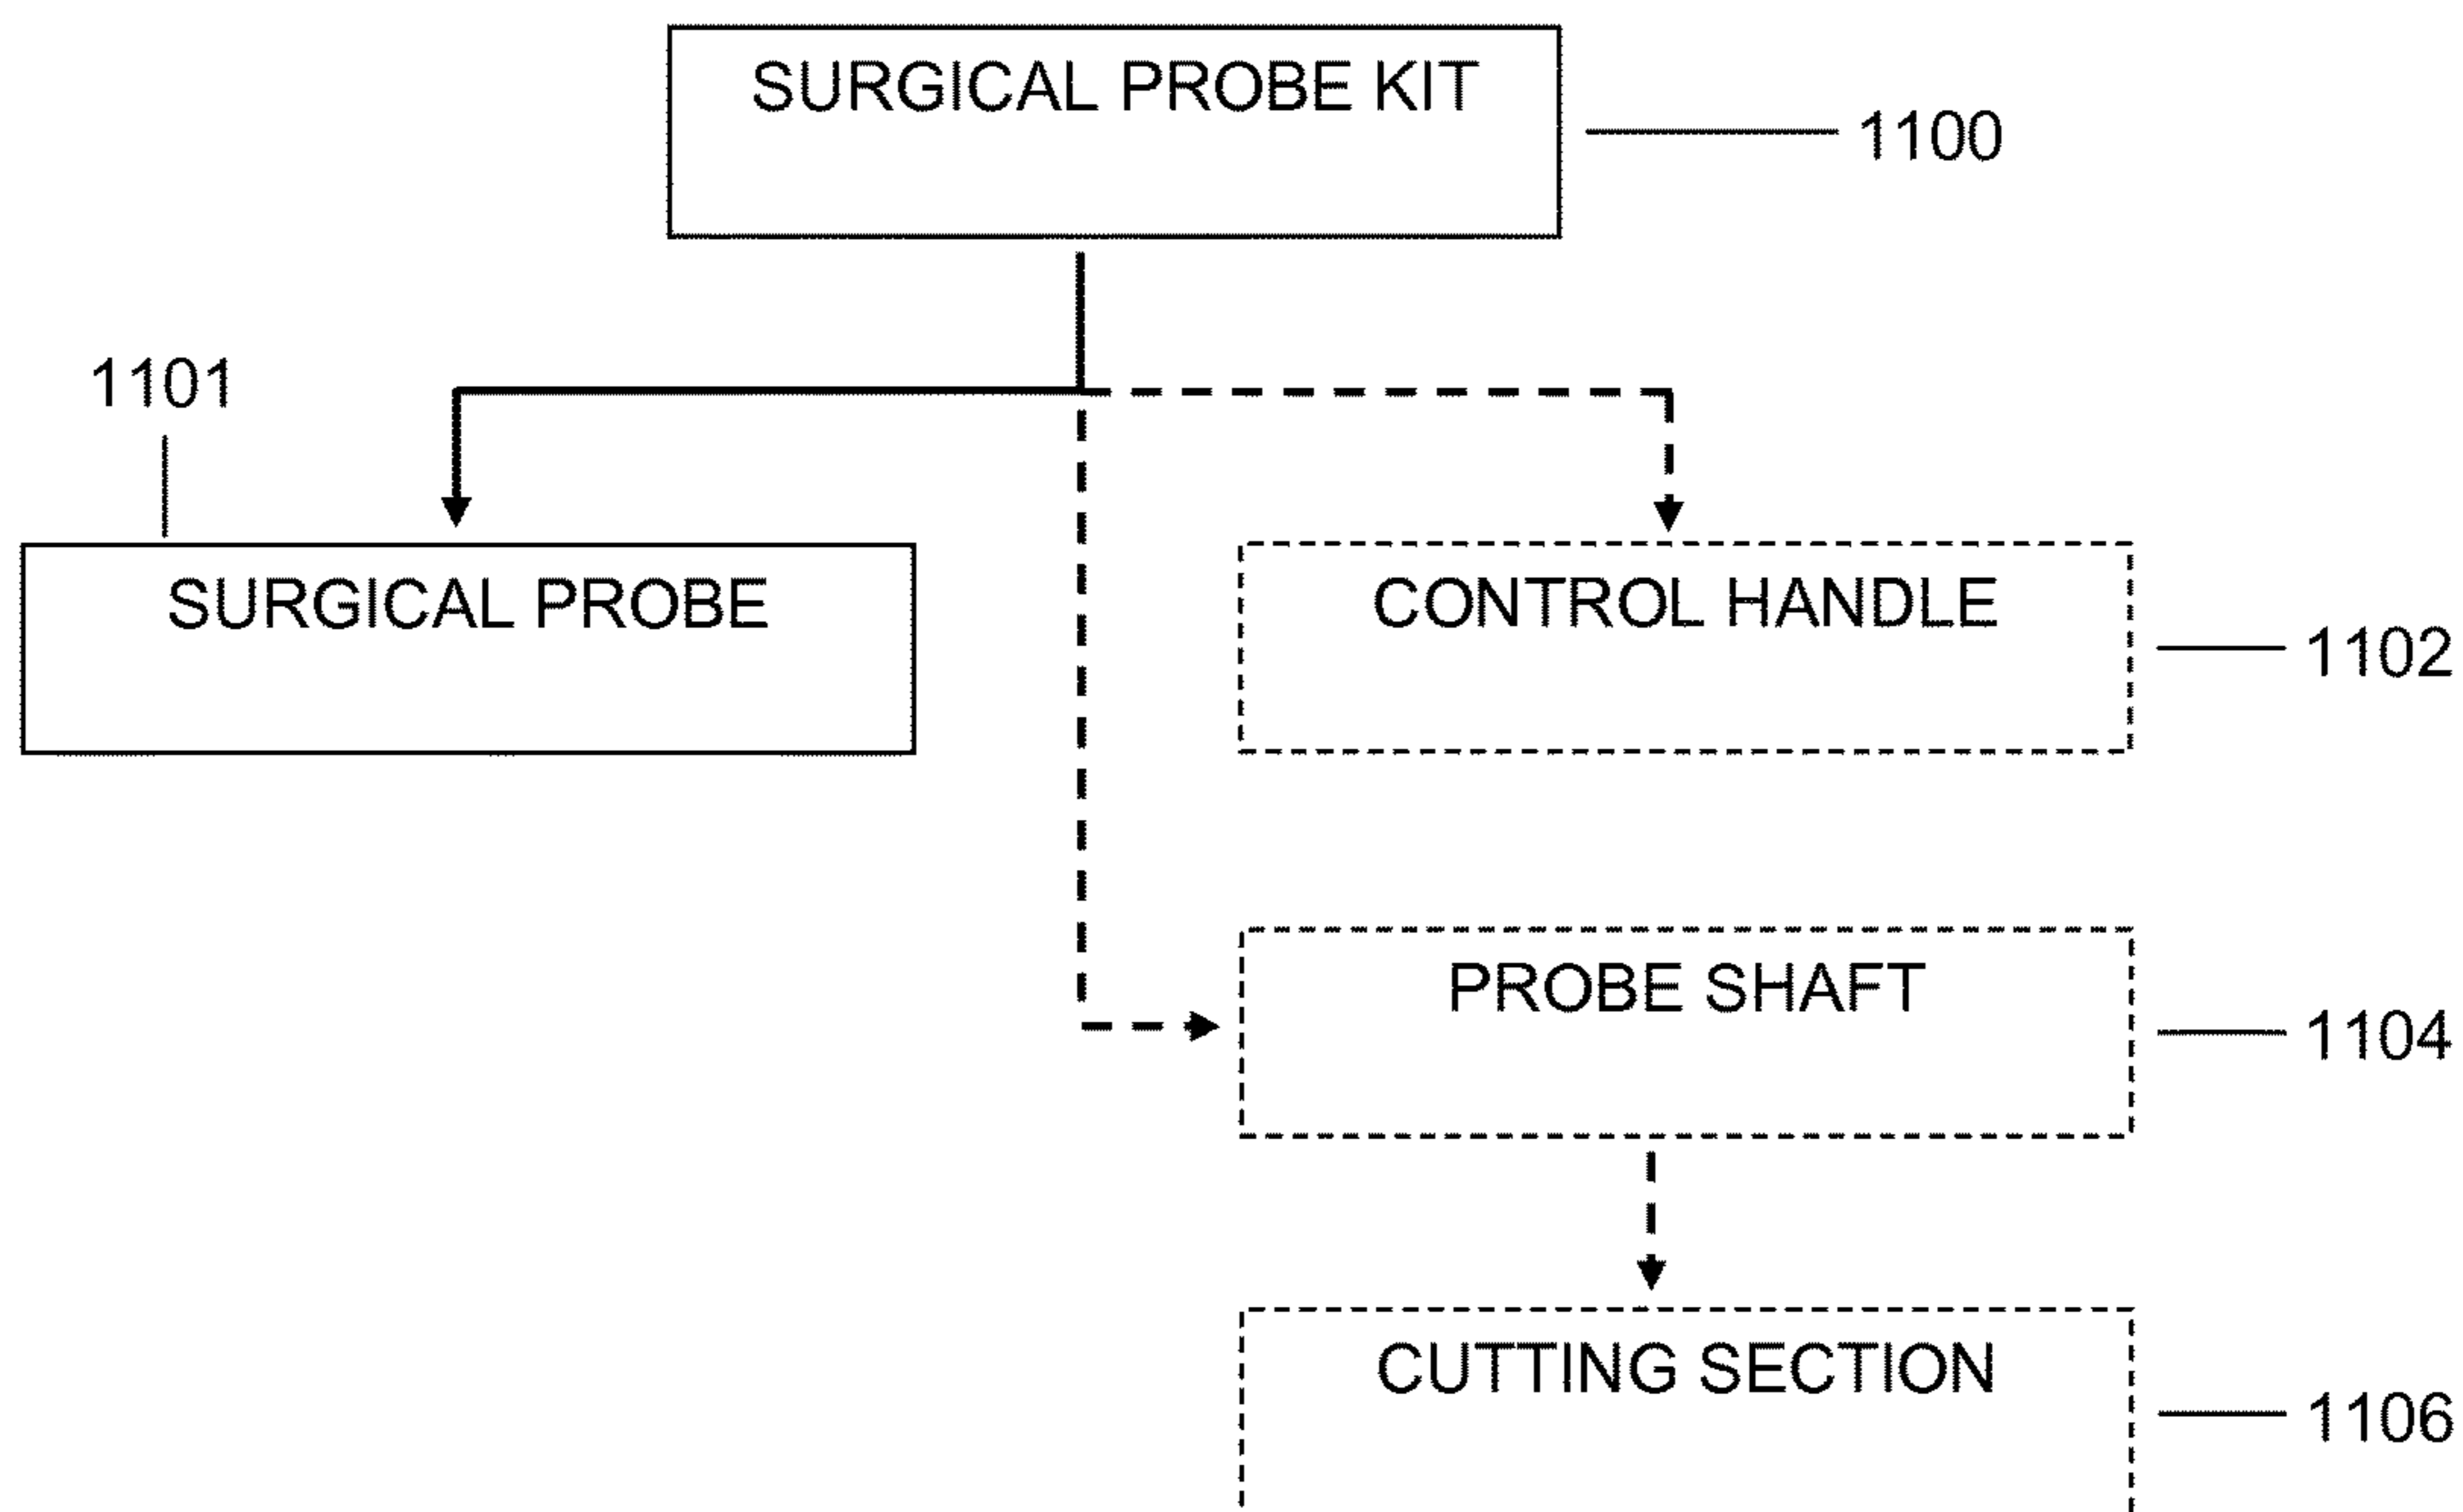 SURGICAL PROBE KIT
1100
1101
SURGICAL PROBE
CONTROL HANDLE
1102
PROBE SHAFT
1104
CUTTING SECTION
1106